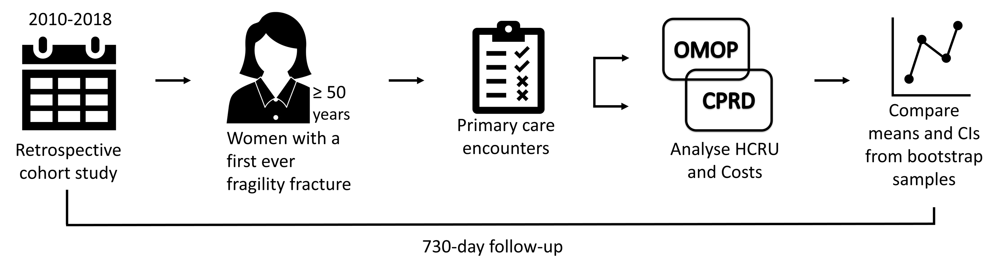 2010-2018
Retrospective
cohort study
≥ 50
years
Women with a
first ever
fragility fracture
Primary care
encounters
OMOP
CPRD
Analyse HCRU
and Costs
Compare
means and CIs
from bootstrap
samples
730-day follow-up